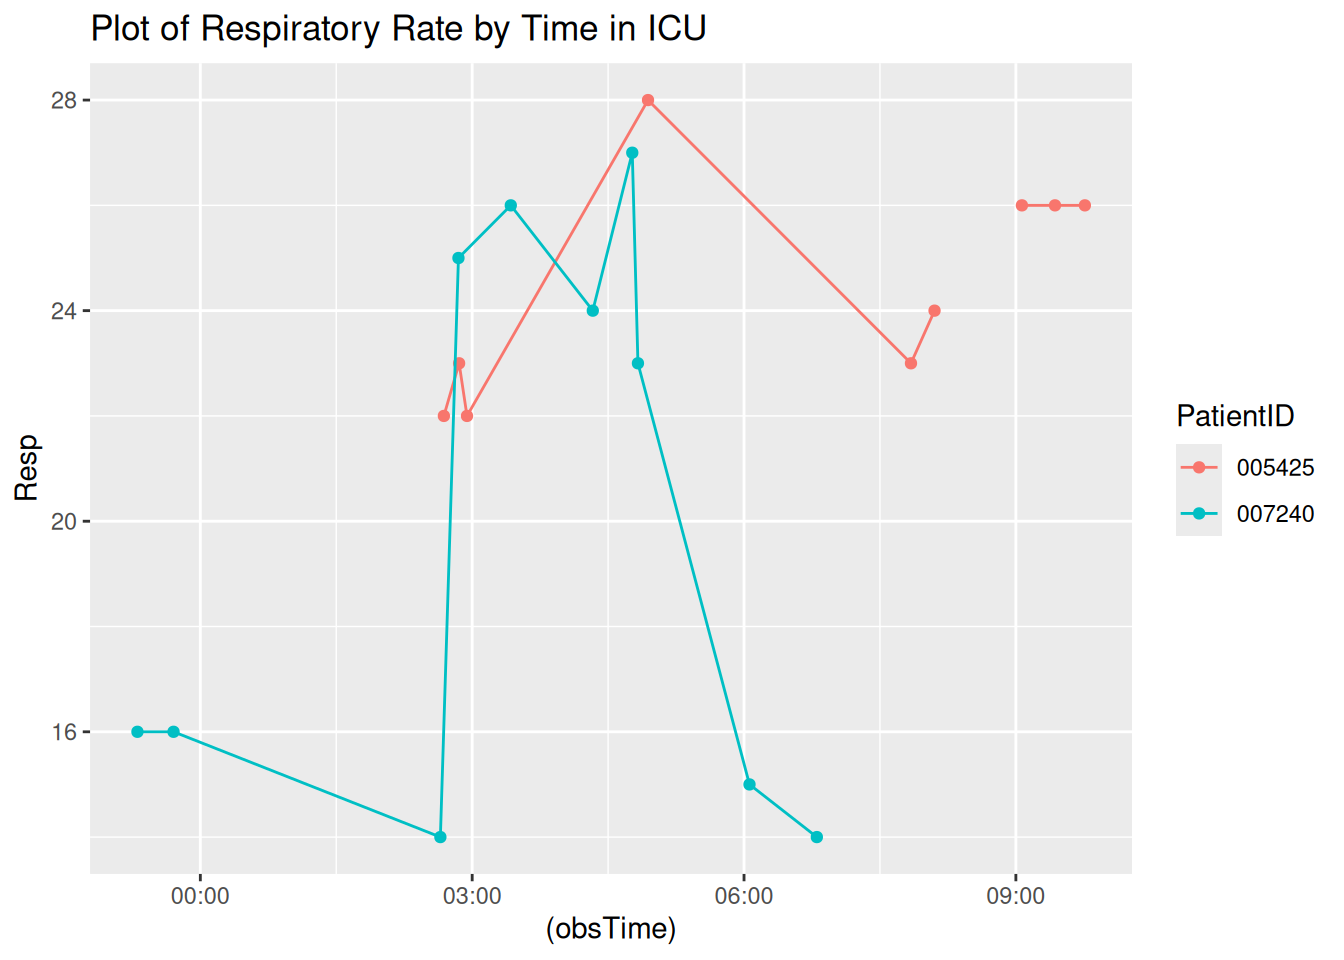 Plot of Respiratory Rate by Time in ICU
28
24
20
16
Resp
00:00 03:00 06:00 09:00
(obsTime)
PatientID
005425
007240